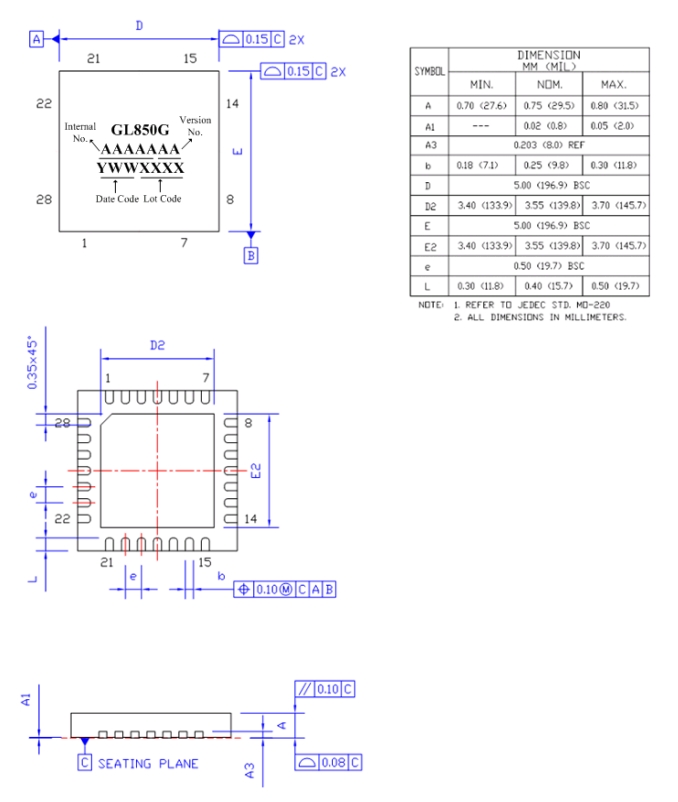 D
A
0.15 C 2X
21 15
0.15 C 2X
22 14
Internal No.
Version No.
GL850G
AAAAAAA
YWWXXXX
Date Code Lot Code
E
28 8
1 7
B
SYMBOL
DIMENSION
MM (MIL)
MIN. NOM. MAX.
A 0.70 (27.6) 0.75 (29.5) 0.80 (31.5)
A1 --- 0.02 (0.8) 0.05 (2.0)
A3 0.203 (8.0) REF
b 0.18 (7.1) 0.25 (9.8) 0.30 (11.8)
D 5.00 (196.9) BSC
D2 3.40 (133.9) 3.55 (139.8) 3.70 (145.7)
E 5.00 (196.9) BSC
E2 3.40 (133.9) 3.55 (139.8) 3.70 (145.7)
e 0.50 (19.7) BSC
L 0.30 (11.8) 0.40 (15.7) 0.50 (19.7)
NOTE: 1. REFER TO JEDEC STD. MO-220
2. ALL DIMENSIONS IN MILLIMETERS.
0.35x45°
D2
1 7
28 8
E2
e
22 14
21 15
L
e
b
0.10 Ⓜ C A B
A1
// 0.10 C
A
C SEATING PLANE
A3
0.08 C